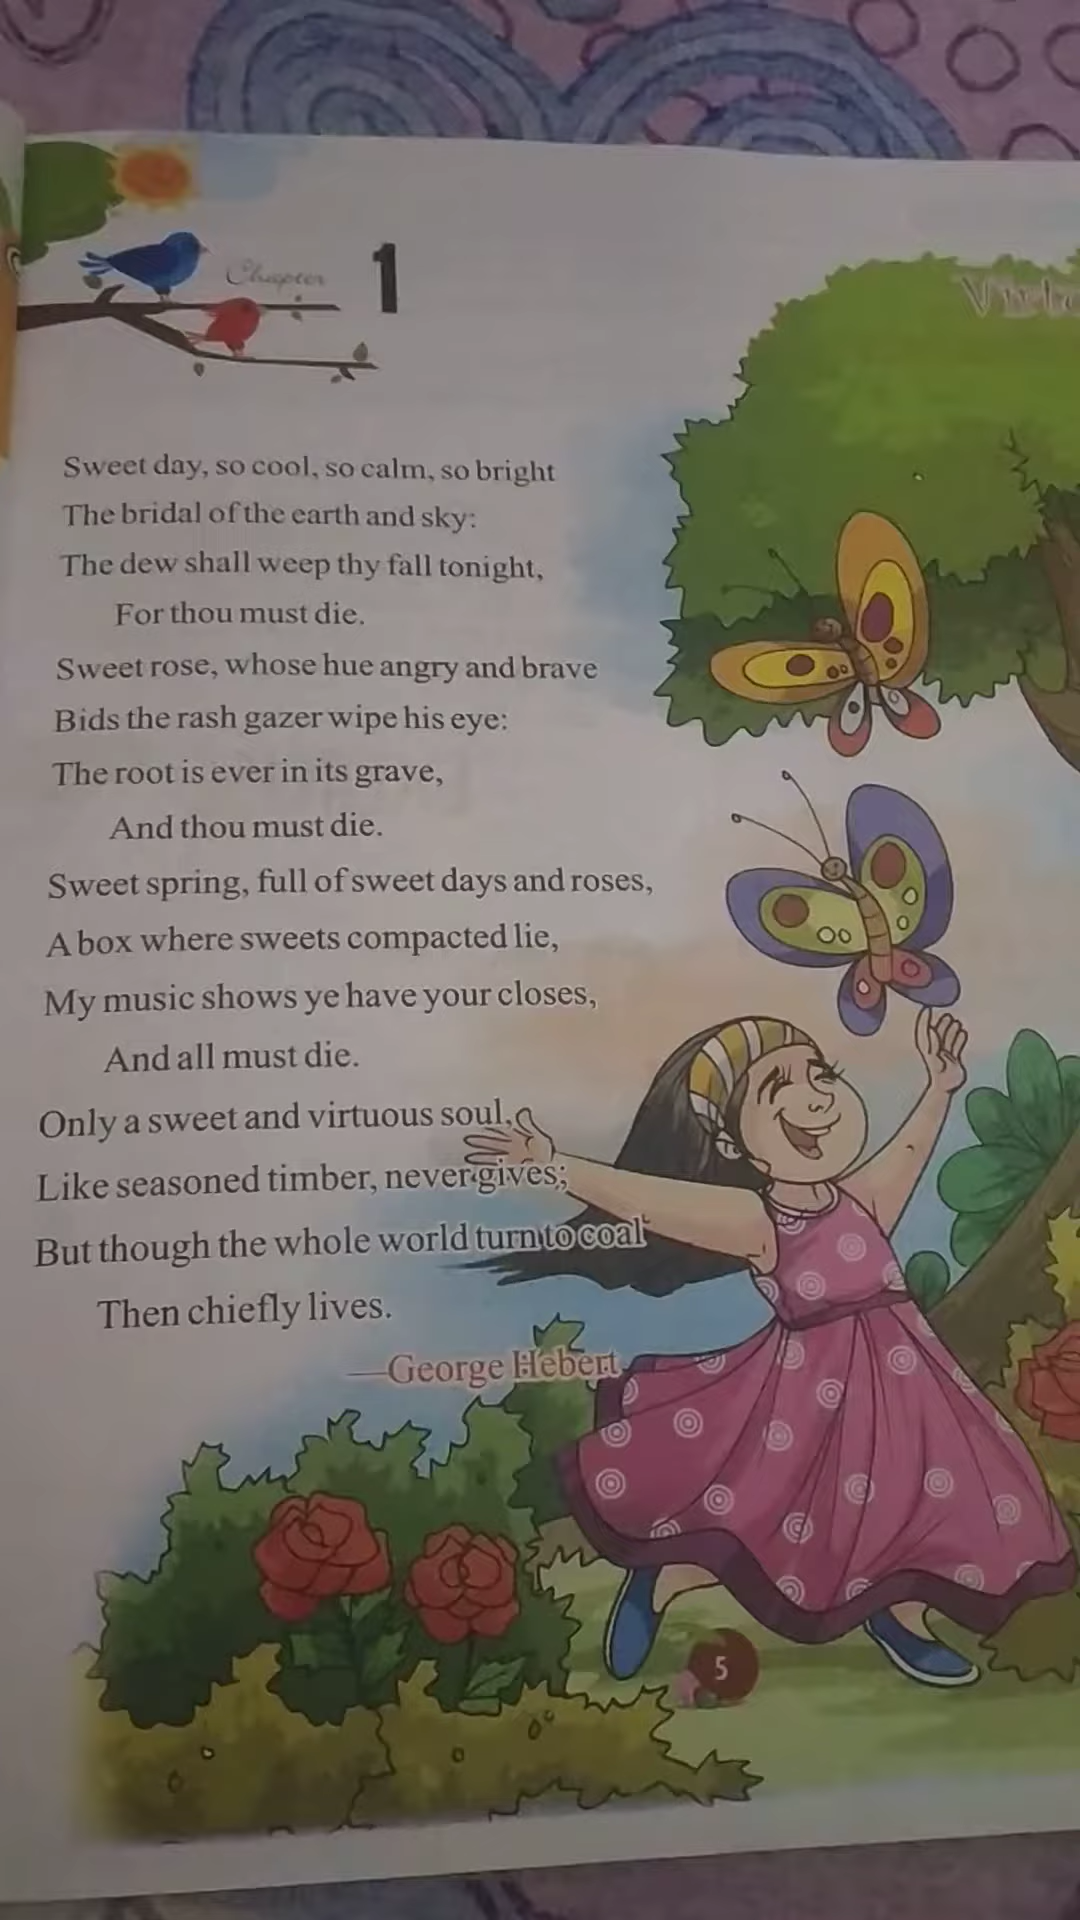 Chapter 1
Sweet day, so cool, so calm, so bright
The bridal of the earth and sky:
The dew shall weep thy fall tonight,
For thou must die.
Sweet rose, whose hue angry and brave
Bids the rash gazer wipe his eye:
The root is ever in its grave,
And thou must die.
Sweet spring, full of sweet days and roses,
A box where sweets compacted lie,
My music shows ye have your closes,
And all must die.
Only a sweet and virtuous soul,
Like seasoned timber, never gives;
But though the whole world turn to coal
Then chiefly lives.
—George Hebert
5